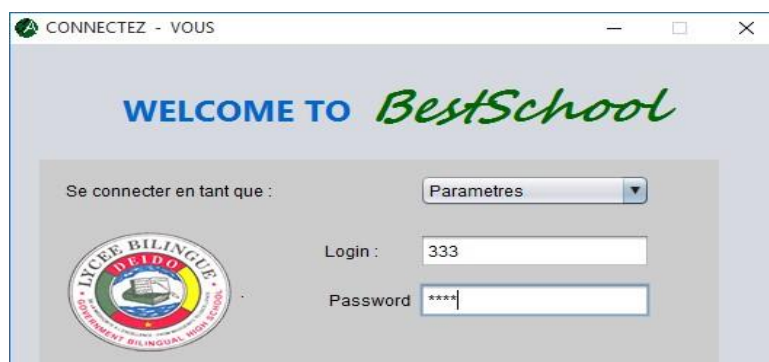 CONNECTEZ - VOUS
WELCOME TO BestSchool
Se connecter en tant que :
Parametres
LYCEE BILINGUE
DEIDO
GOVERNMENT BILINGUAL HIGH SCHOOL
Login :
333
Password
****